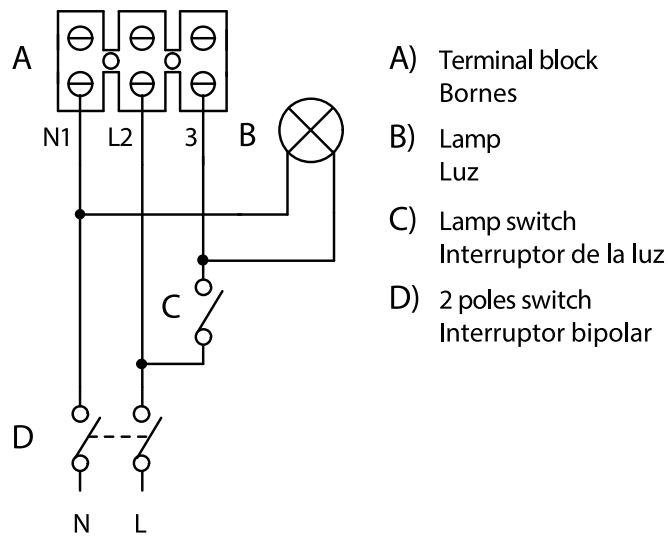 A
N1 L2 3 B
C
D
N L
A) Terminal block
Bornes
B) Lamp
Luz
C) Lamp switch
Interruptor de la luz
D) 2 poles switch
Interruptor bipolar